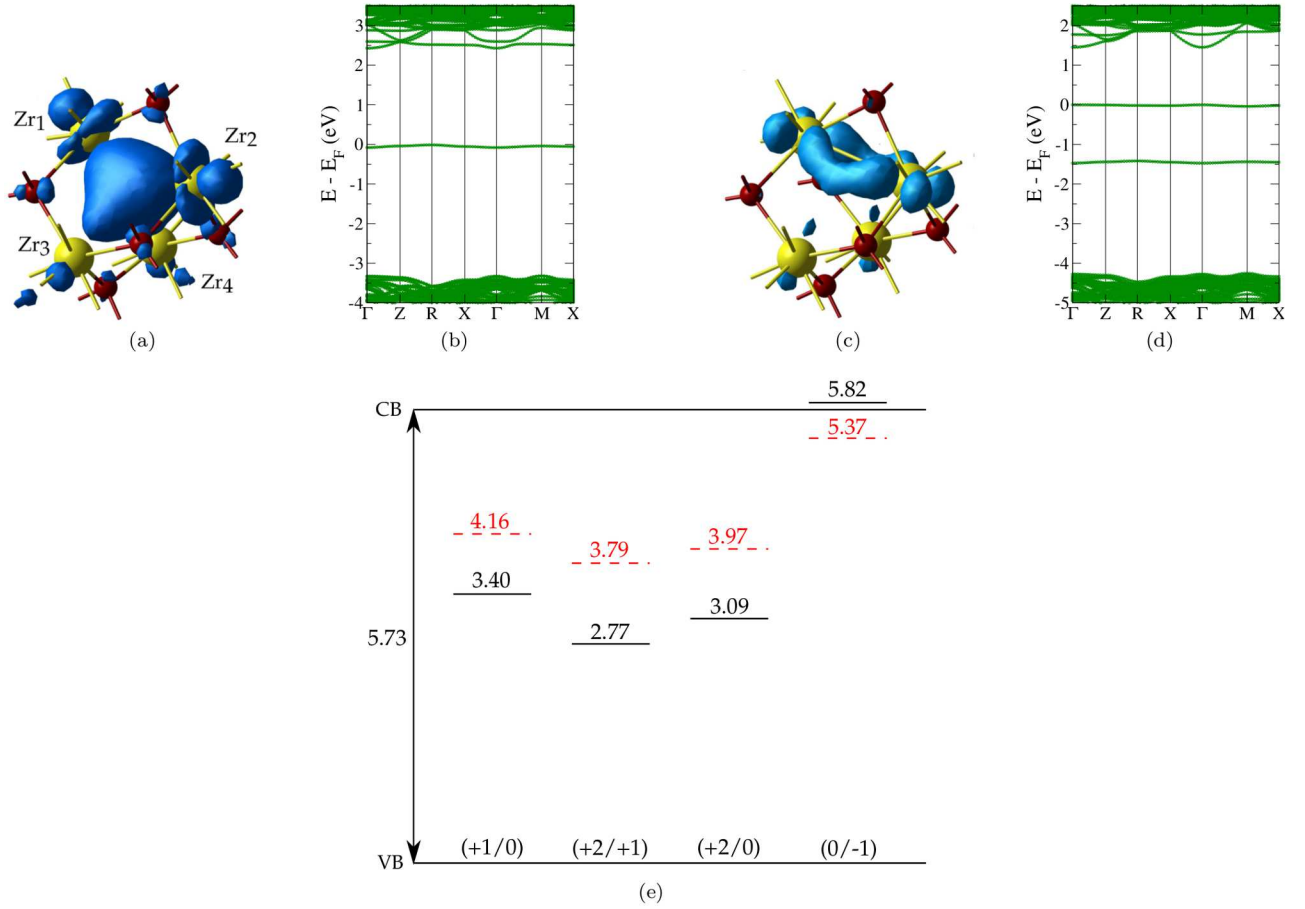 Zr1
Zr2
Zr3
Zr4
(a)
E - EF (eV)
3
2
1
0
-1
-2
-3
-4
Γ Z R X Γ M X
(b)
(c)
E - EF (eV)
2
1
0
-1
-2
-3
-4
-5
Γ Z R X Γ M X
(d)
CB
5.82
5.37
4.16
3.79
3.97
3.40
2.77
3.09
5.73
VB
(+1/0) (+2/+1) (+2/0) (0/-1)
(e)